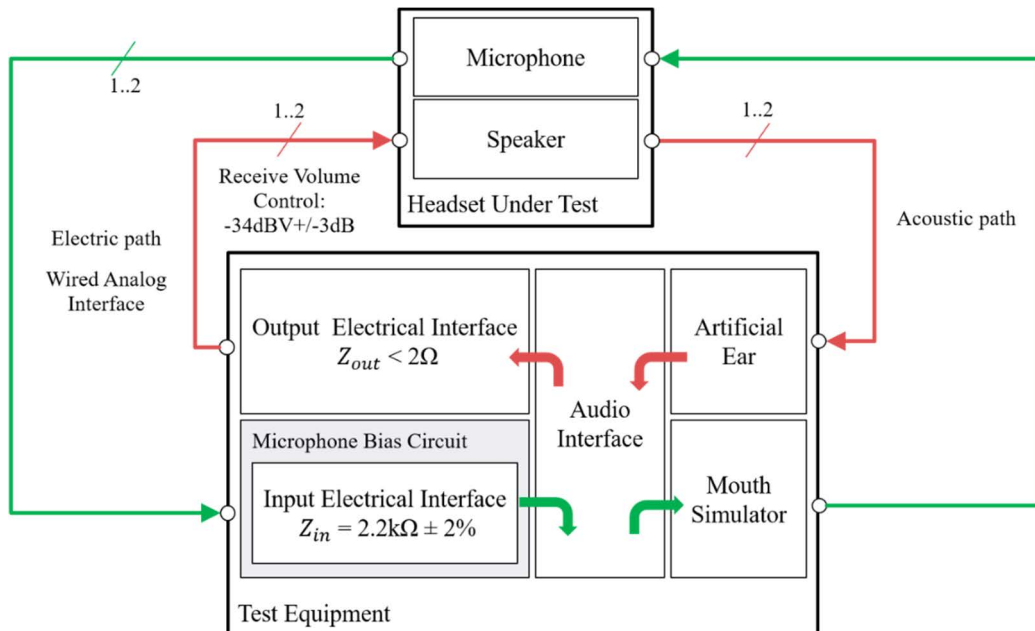 Microphone
1..2
1..2
1..2
Speaker
Receive Volume
Control:
-34dBV+/-3dB
Headset Under Test
Electric path
Wired Analog
Interface
Acoustic path
Output Electrical Interface
Z_out < 2Ω
Artificial
Ear
Audio
Interface
Microphone Bias Circuit
Input Electrical Interface
Z_in = 2.2kΩ ± 2%
Mouth
Simulator
Test Equipment